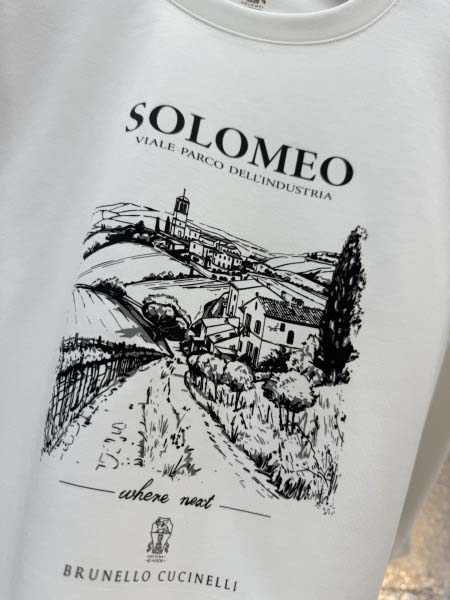 SOLOMEO
VIALE PARCO DELL'INDUSTRIA
where next
BRUNELLO CUCINELLI